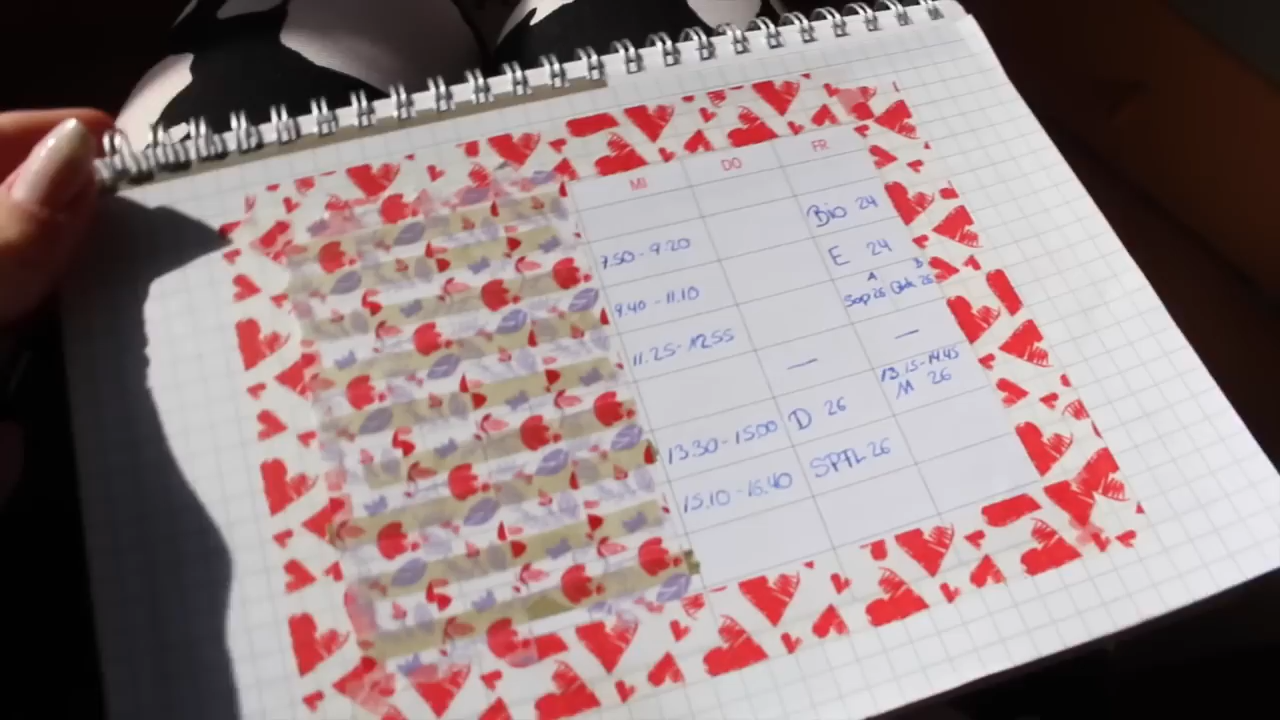 MI DO FR
Bio 24
7.50 - 9.20
E 24
9.40 - 11.10
A B
Sop 26 26
11.25 - 12.55
— —
13.15 - 14.45
M 26
13.30 - 15.00 D 26
15.10 - 16.40 SPTL 26